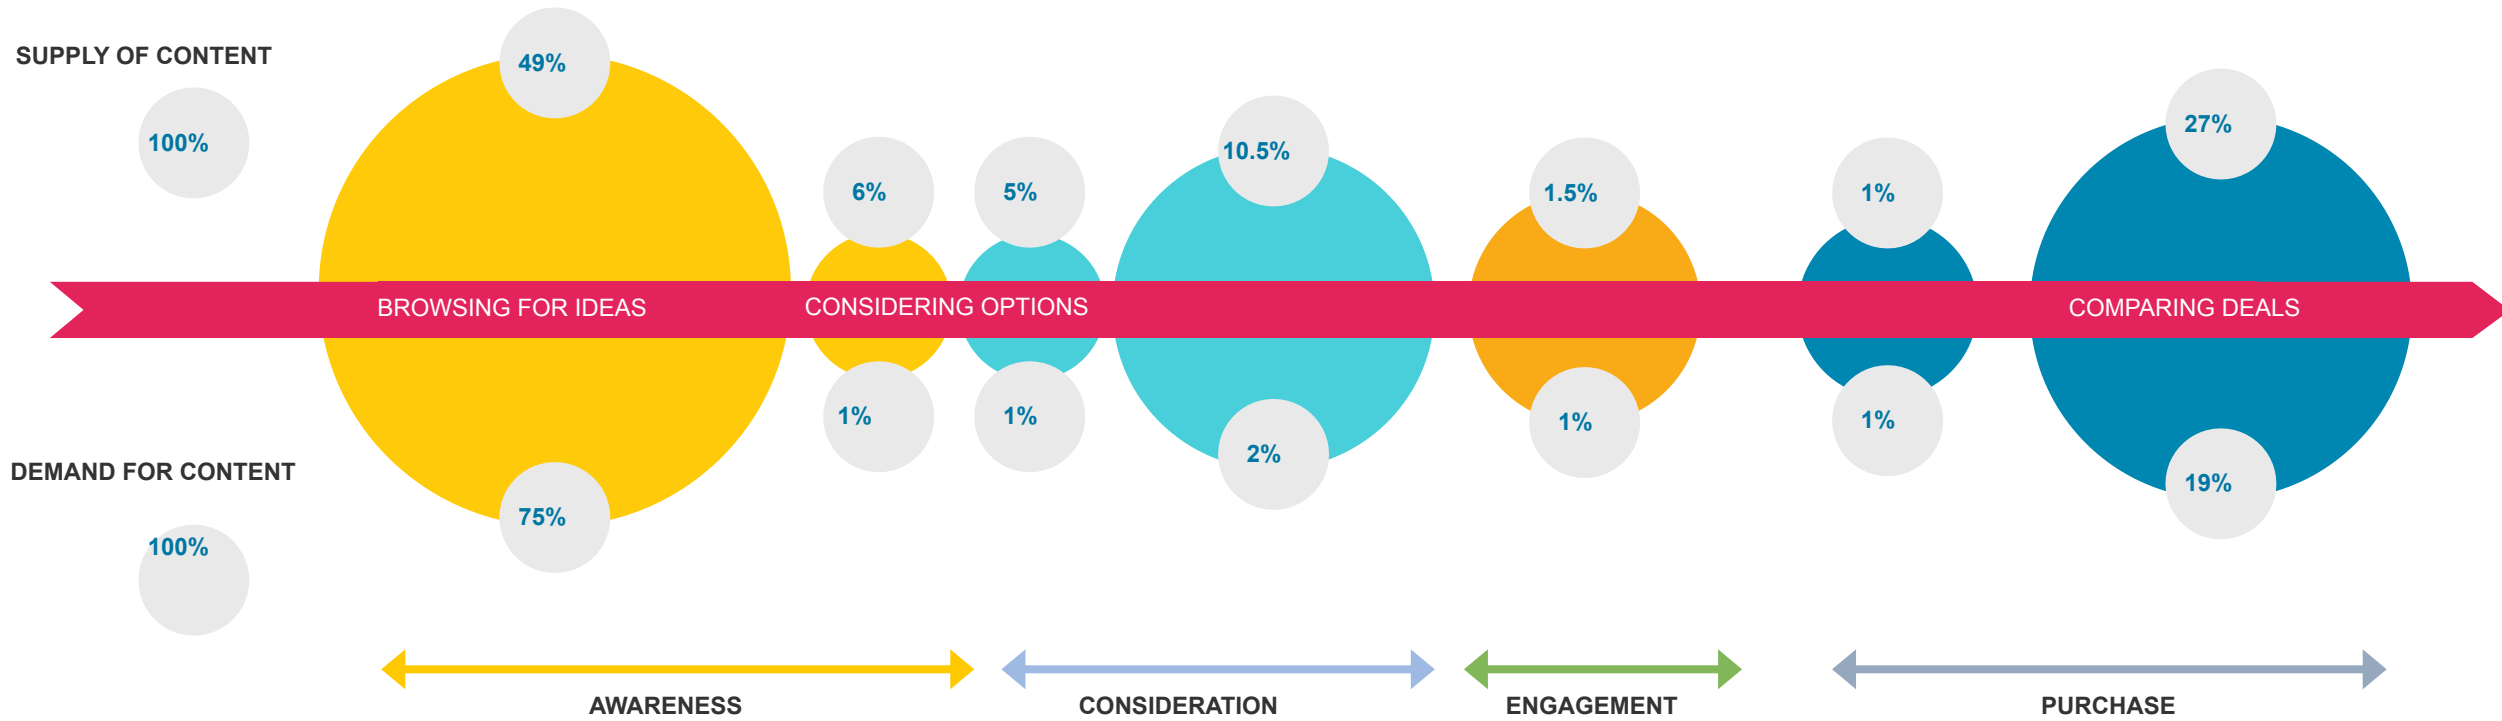 SUPPLY OF CONTENT
100%
49%
6%
5%
10.5%
1.5%
1%
27%
BROWSING FOR IDEAS
CONSIDERING OPTIONS
COMPARING DEALS
DEMAND FOR CONTENT
100%
75%
1%
1%
2%
1%
1%
19%
AWARENESS
CONSIDERATION
ENGAGEMENT
PURCHASE